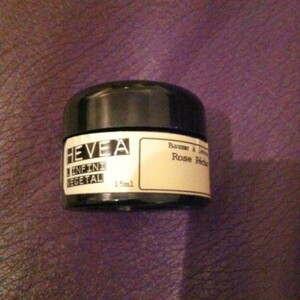 HEVEA
L INFINI
VEGETAL
15ml
Baume à
Rose